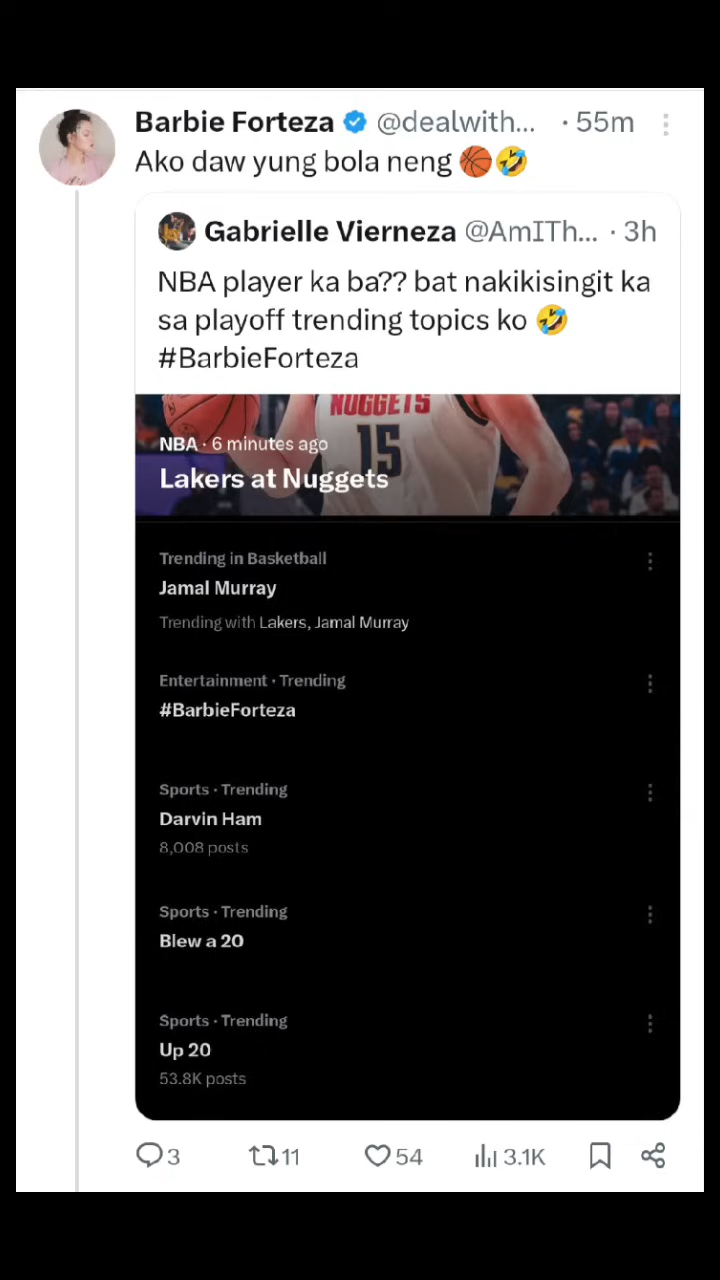 Barbie Forteza @dealwith... · 55m
Ako daw yung bola neng 🏀🤣
Gabrielle Vierneza @AmITh... · 3h
NBA player ka ba?? bat nakikisingit ka
sa playoff trending topics ko 🤣
#BarbieForteza
NUGGETS
15
NBA · 6 minutes ago
Lakers at Nuggets
Trending in Basketball
Jamal Murray
Trending with Lakers, Jamal Murray
Entertainment · Trending
#BarbieForteza
Sports · Trending
Darvin Ham
8,008 posts
Sports · Trending
Blew a 20
Sports · Trending
Up 20
53.8K posts
3 11 54 3.1K